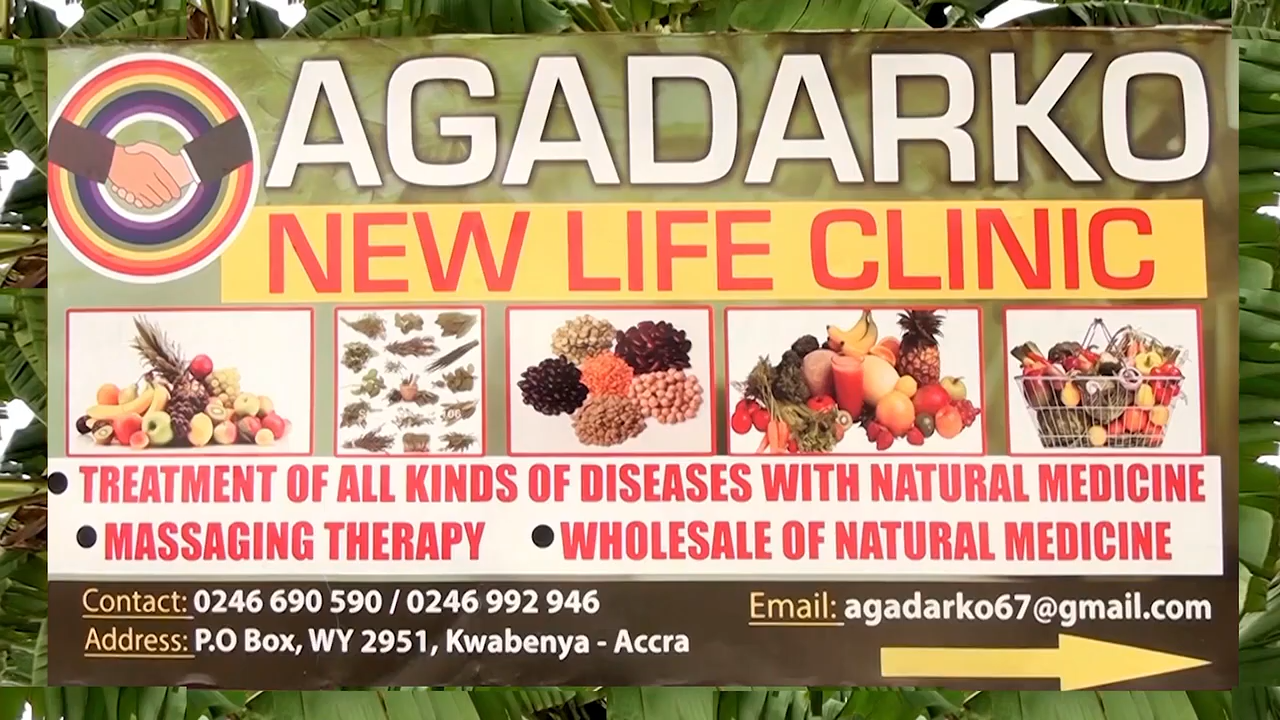 AGADARKO
NEW LIFE CLINIC
• TREATMENT OF ALL KINDS OF DISEASES WITH NATURAL MEDICINE
• MASSAGING THERAPY • WHOLESALE OF NATURAL MEDICINE
Contact: 0246 690 590 / 0246 992 946
Email: agadarko67@gmail.com
Address: P.O Box, WY 2951, Kwabenya - Accra